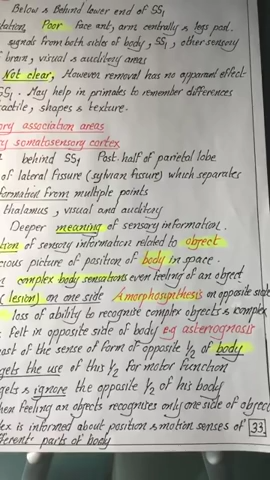 Below & Behind lower end of SS1
Poor face ant, arm centrally & legs post.
signals from both sides of body, SS1, other sensory
of brain, visual & auditory areas
Not clear, However removal has no apparent effect
SS1. May help in primates to remember differences
tactile, shapes & texture.
ory association areas
ry somatosensory cortex
behind SS1 Post. half of parietal lobe
of lateral fissure (sylvian fissure) which separates
formation from multiple points
thalamus, visual and auditory
Deeper meaning of sensory information.
tion of sensory information related to object
cious picture of position of body in space.
complex body sensations even feeling of an object
(lesion) on one side Amorphosynthesis on opposite side
loss of ability to recognise complex objects & complex
felt in opposite side of body eg asterognosis
ast of the sense of form of opposite 1/2 of body
gets the use of this 1/2 for motor function
gets & ignore the opposite 1/2 of his body
hen feeling an objects recognises only one side of object
ex is informed about position & motion senses of 33
fferent parts of body